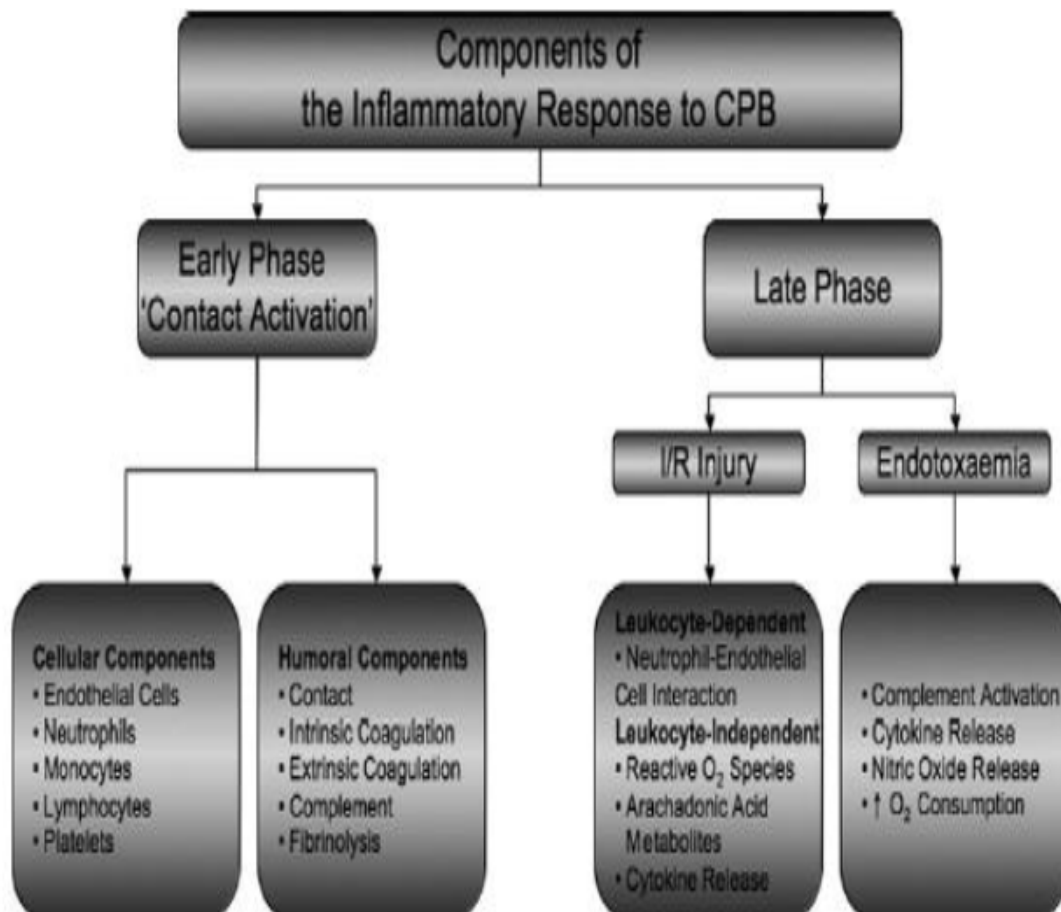 Components of
the Inflammatory Response to CPB
Early Phase
'Contact Activation'
Late Phase
I/R Injury
Endotoxaemia
Cellular Components
• Endothelial Cells
• Neutrophils
• Monocytes
• Lymphocytes
• Platelets
Humoral Components
• Contact
• Intrinsic Coagulation
• Extrinsic Coagulation
• Complement
• Fibrinolysis
Leukocyte-Dependent
• Neutrophil-Endothelial
Cell Interaction
Leukocyte-Independent
• Reactive O₂ Species
• Arachadonic Acid
Metabolites
• Cytokine Release
• Complement Activation
• Cytokine Release
• Nitric Oxide Release
• ↑ O₂ Consumption